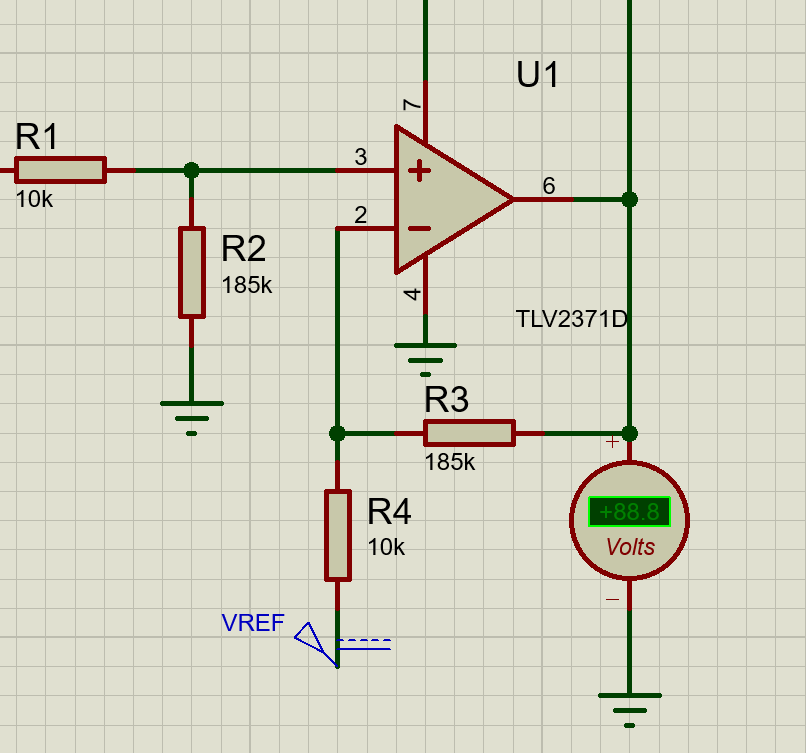 U1
7
R1
3
10k
6
2
R2
185k
4
TLV2371D
R3
185k
+88.8
R4
Volts
10k
VREF